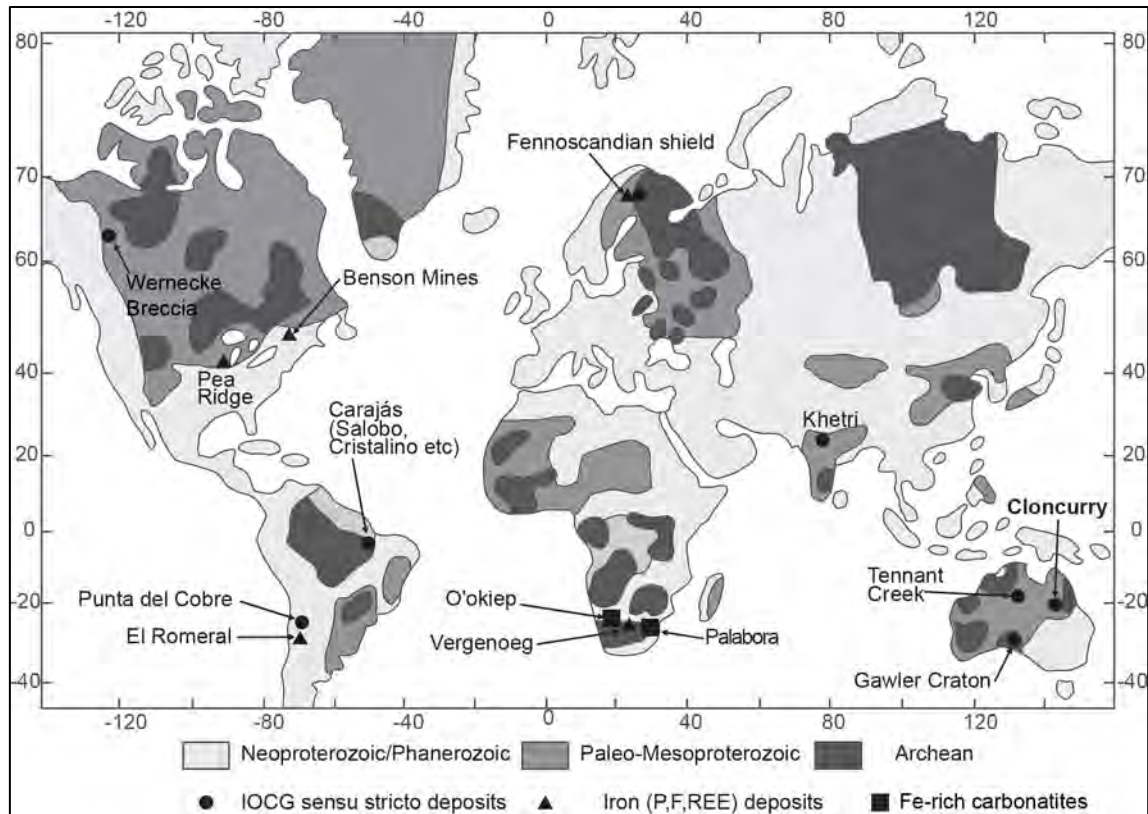 -120 -80 -40 0 40 80 120
80 80
70 70
60 60
40 40
20 20
0 0
-20 -20
-40 -40
Fennoscandian shield
Wernecke
Breccia
Benson Mines
Pea
Ridge
Carajás
(Salobo,
Cristalino etc)
Khetri
Cloncurry
Tennant
Creek
Punta del Cobre
El Romeral
O'okiep
Vergenoeg
Palabora
Gawler Craton
-120 -80 -40 0 40 80 120
Neoproterozoic/Phanerozoic Paleo-Mesoproterozoic Archean
IOCG sensu stricto deposits Iron (P,F,REE) deposits Fe-rich carbonatites